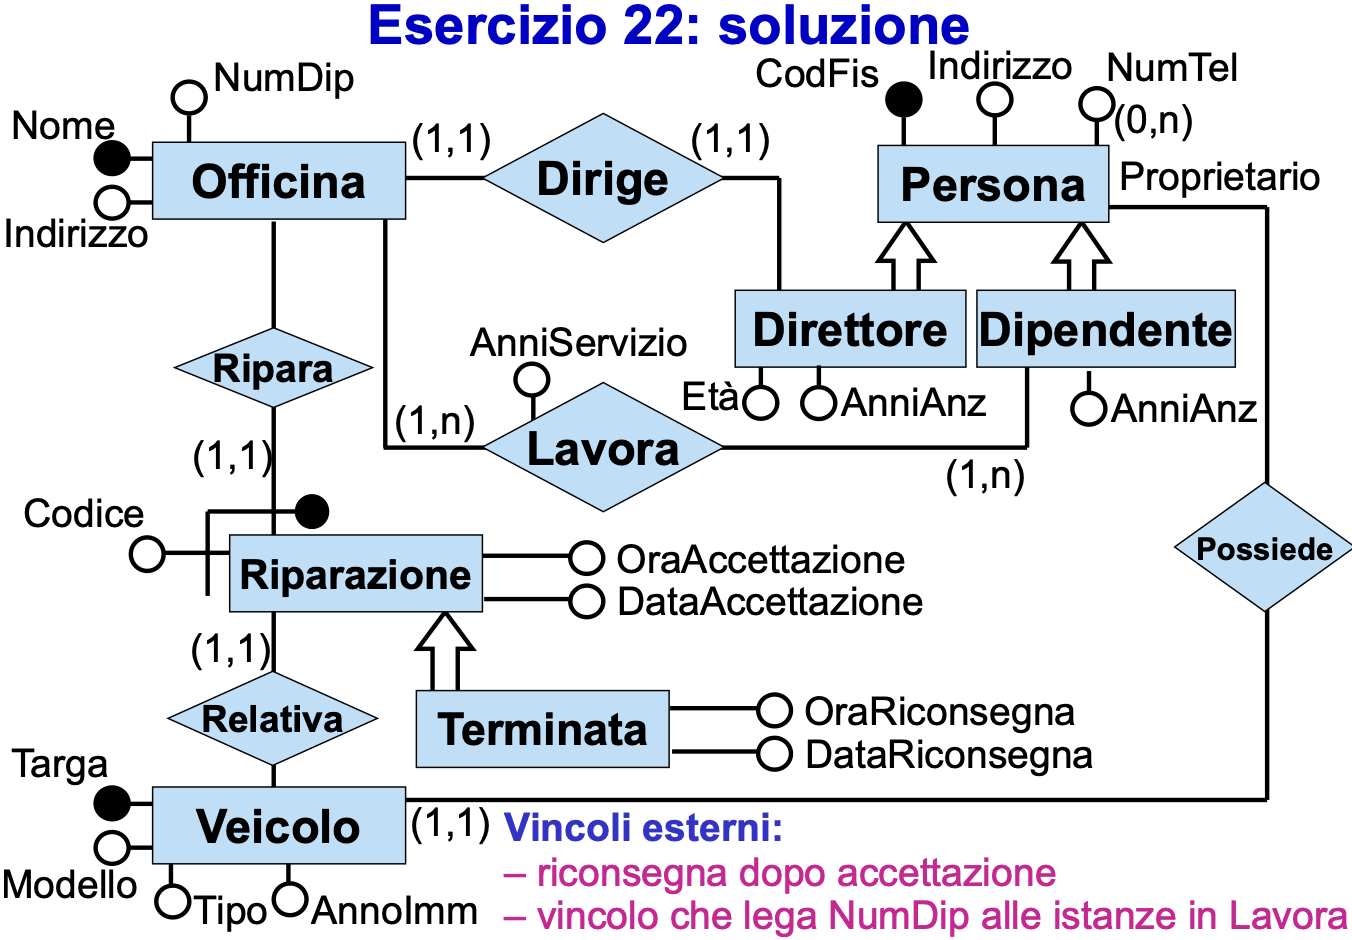 Esercizio 22: soluzione
NumDip
CodFis
Indirizzo
NumTel
(0,n)
Nome
(1,1)
(1,1)
Officina
Dirige
Persona
Proprietario
Indirizzo
Direttore
Dipendente
AnniServizio
Ripara
Età
AnniAnz
AnniAnz
(1,n)
Lavora
(1,1)
(1,n)
Codice
Possiede
Riparazione
OraAccettazione
DataAccettazione
(1,1)
Relativa
Terminata
OraRiconsegna
DataRiconsegna
Targa
Veicolo
(1,1)
Vincoli esterni:
– riconsegna dopo accettazione
– vincolo che lega NumDip alle istanze in Lavora
Modello
Tipo
AnnoImm